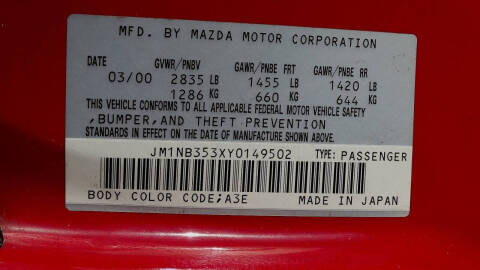 MFD. BY MAZDA MOTOR CORPORATION
DATE GVWR/PNBV GAWR/PNBE FRT GAWR/PNBE RR
03/00 2835 LB 1455 LB 1420 LB
1286 KG 660 KG 644 KG
THIS VEHICLE CONFORMS TO ALL APPLICABLE FEDERAL MOTOR VEHICLE SAFETY
,BUMPER,AND THEFT PREVENTION
STANDARDS IN EFFECT ON THE DATE OF MANUFACTURE SHOWN ABOVE.
JM1NB353XY0149502 TYPE: PASSENGER
BODY COLOR CODE;A3E MADE IN JAPAN